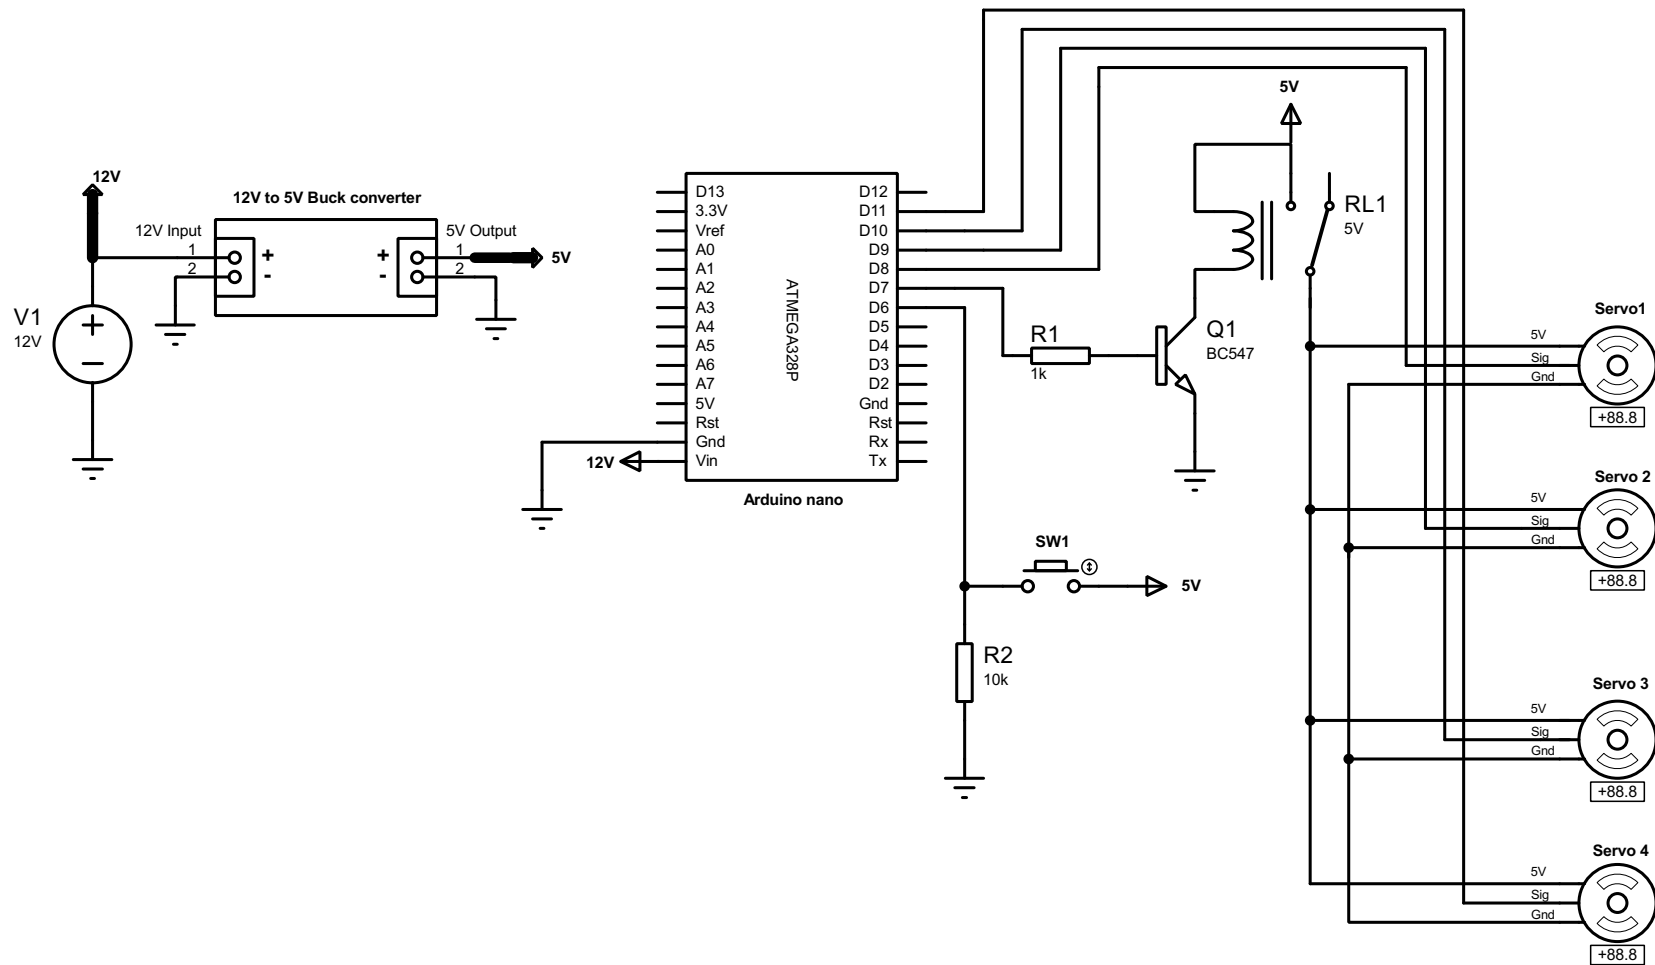 12V
12V to 5V Buck converter
12V Input
1
2
+
-
+
-
5V Output
1
2
5V
V1
12V
D13
3.3V
Vref
A0
A1
A2
A3
A4
A5
A6
A7
5V
Rst
Gnd
Vin
ATMEGA328P
D12
D11
D10
D9
D8
D7
D6
D5
D4
D3
D2
Gnd
Rst
Rx
Tx
12V
Arduino nano
R1
1k
Q1
BC547
5V
RL1
5V
SW1
5V
R2
10k
Servo1
5V
Sig
Gnd
+88.8
Servo 2
5V
Sig
Gnd
+88.8
Servo 3
5V
Sig
Gnd
+88.8
Servo 4
5V
Sig
Gnd
+88.8